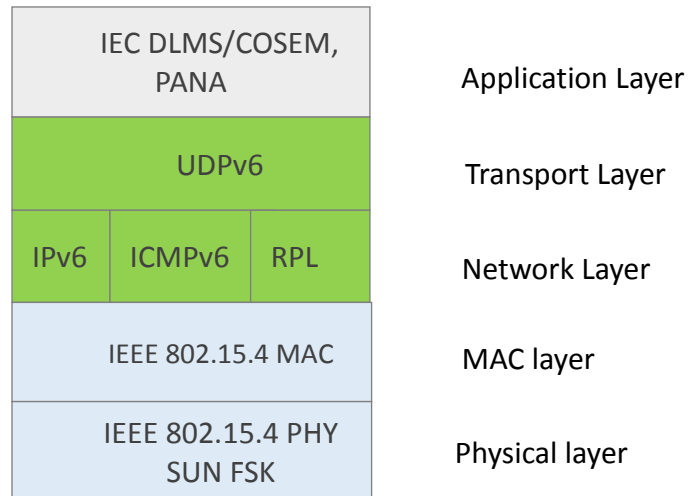 IEC DLMS/COSEM,
PANA
Application Layer
UDPv6
Transport Layer
IPv6 ICMPv6 RPL
Network Layer
IEEE 802.15.4 MAC
MAC layer
IEEE 802.15.4 PHY
SUN FSK
Physical layer